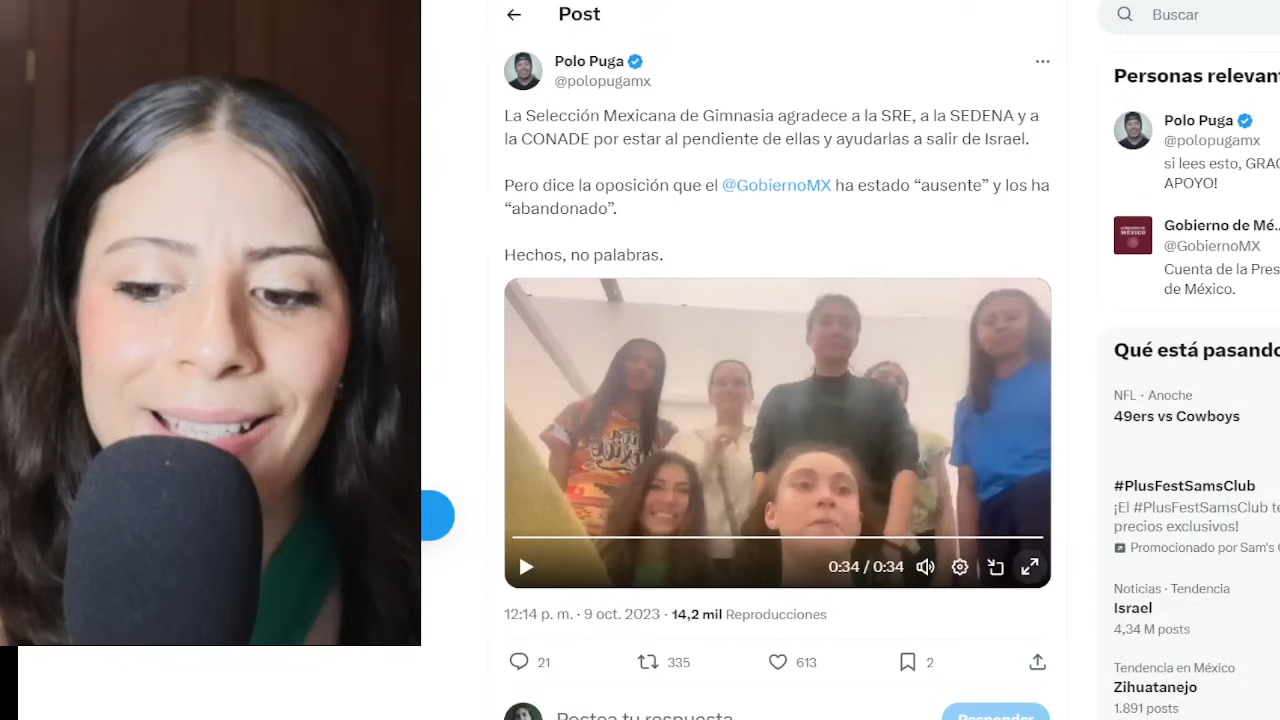 Post
Polo Puga
@polopugamx
La Selección Mexicana de Gimnasia agradece a la SRE, a la SEDENA y a
la CONADE por estar al pendiente de ellas y ayudarlas a salir de Israel.
Pero dice la oposición que el @GobiernoMX ha estado “ausente” y los ha
“abandonado”.
Hechos, no palabras.
0:34 / 0:34
12:14 p. m. · 9 oct. 2023 · 14,2 mil Reproducciones
21
335
613
2
Postea tu respuesta
Responder
Buscar
Personas relevant
Polo Puga
@polopugamx
si lees esto, GRAC
APOYO!
Gobierno de Mé...
@GobiernoMX
Cuenta de la Pres
de México.
Qué está pasando
NFL · Anoche
49ers vs Cowboys
#PlusFestSamsClub
¡El #PlusFestSamsClub te
precios exclusivos!
Promocionado por Sam's C
Noticias · Tendencia
Israel
4,34 M posts
Tendencia en México
Zihuatanejo
1.891 posts